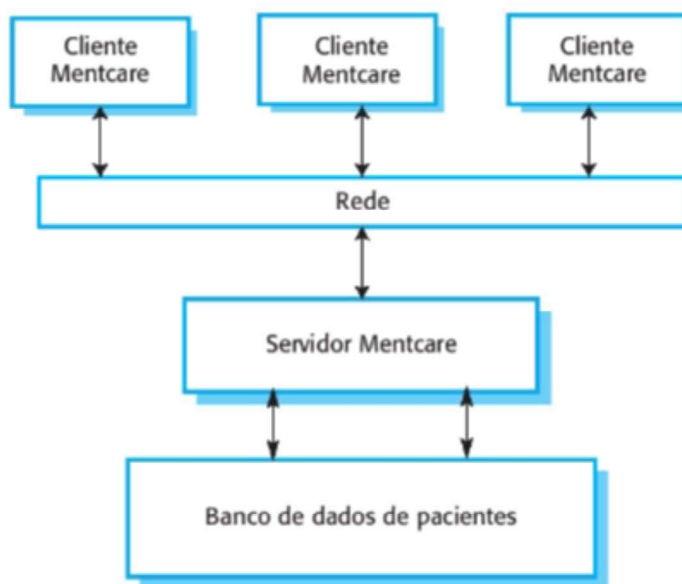 Cliente
Mentcare
Cliente
Mentcare
Cliente
Mentcare
Rede
Servidor Mentcare
Banco de dados de pacientes